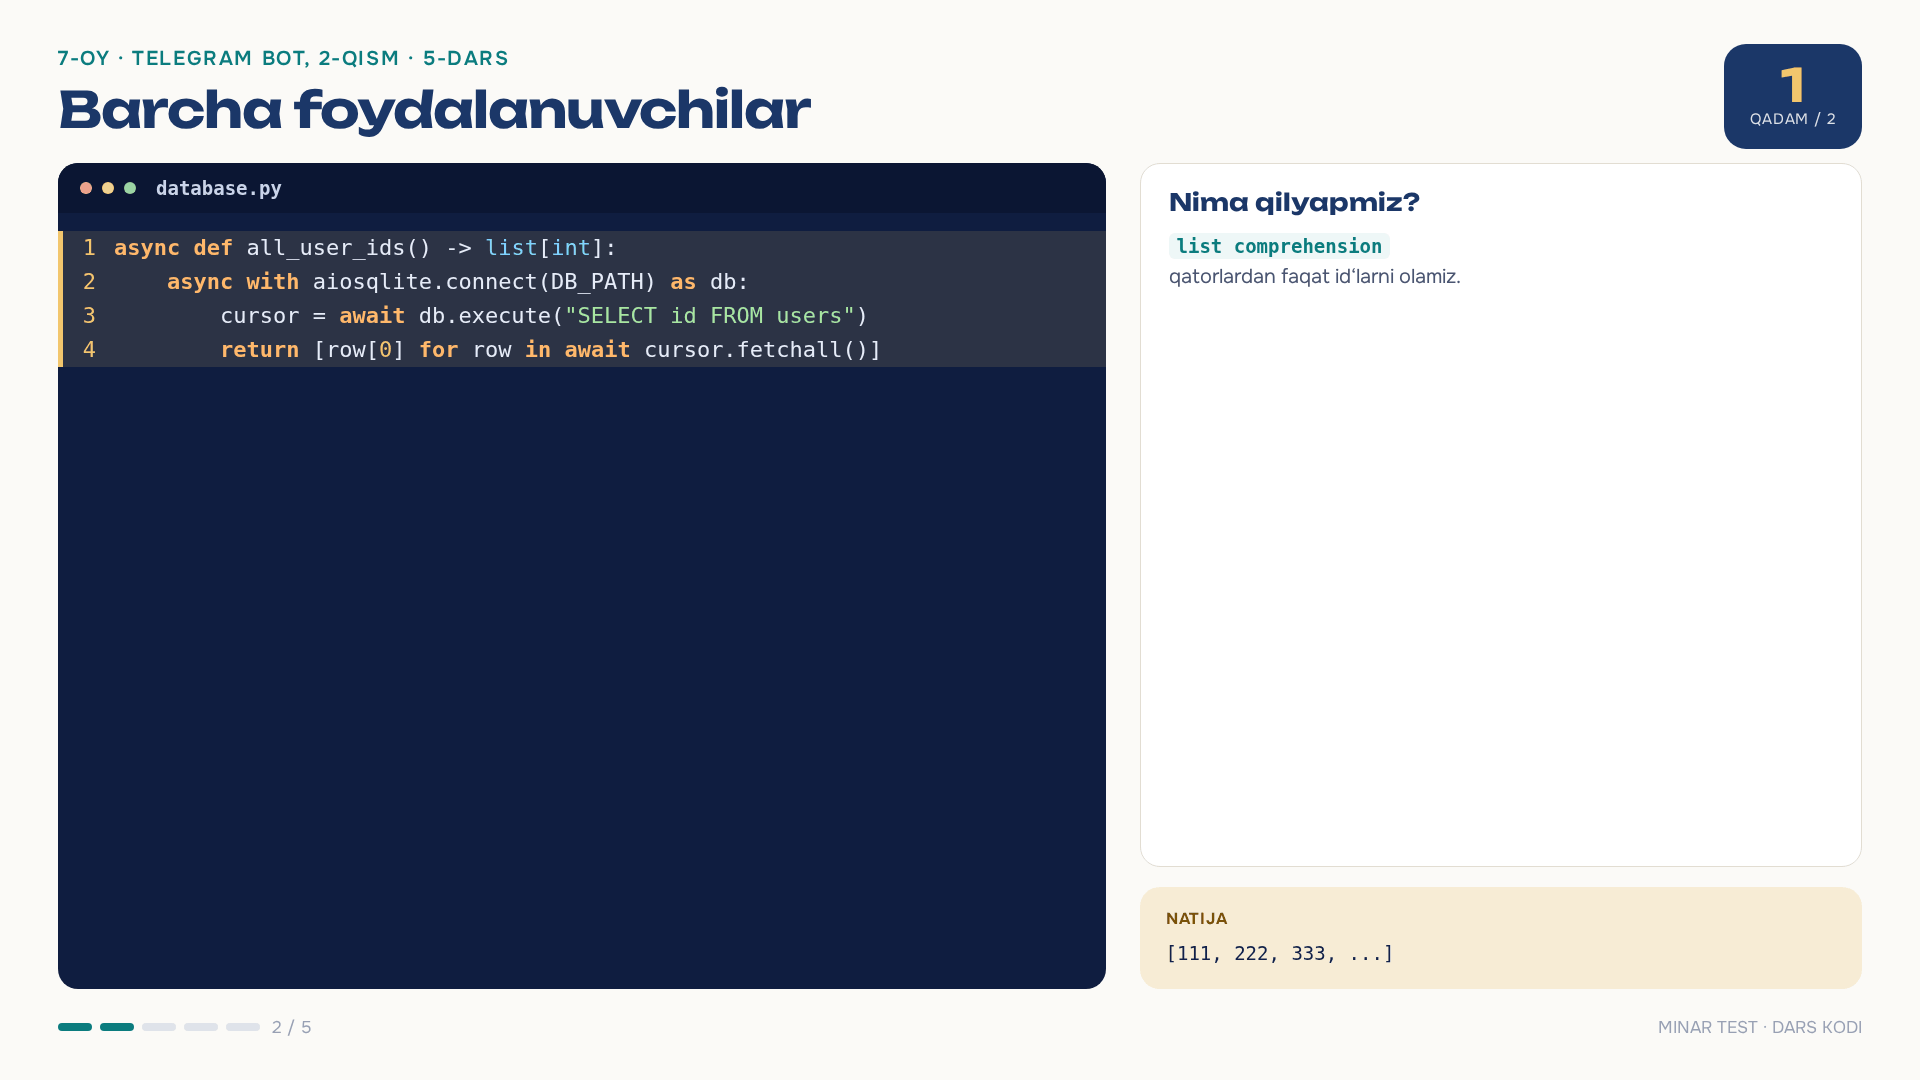 7-OY · TELEGRAM BOT, 2-QISM · 5-DARS
Barcha foydalanuvchilar
1
QADAM / 2
database.py
1 async def all_user_ids() -> list[int]:
2     async with aiosqlite.connect(DB_PATH) as db:
3         cursor = await db.execute("SELECT id FROM users")
4         return [row[0] for row in await cursor.fetchall()]
Nima qilyapmiz?
list comprehension
qatorlardan faqat id‘larni olamiz.
NATIJA
[111, 222, 333, ...]
2 / 5
MINAR TEST · DARS KODI